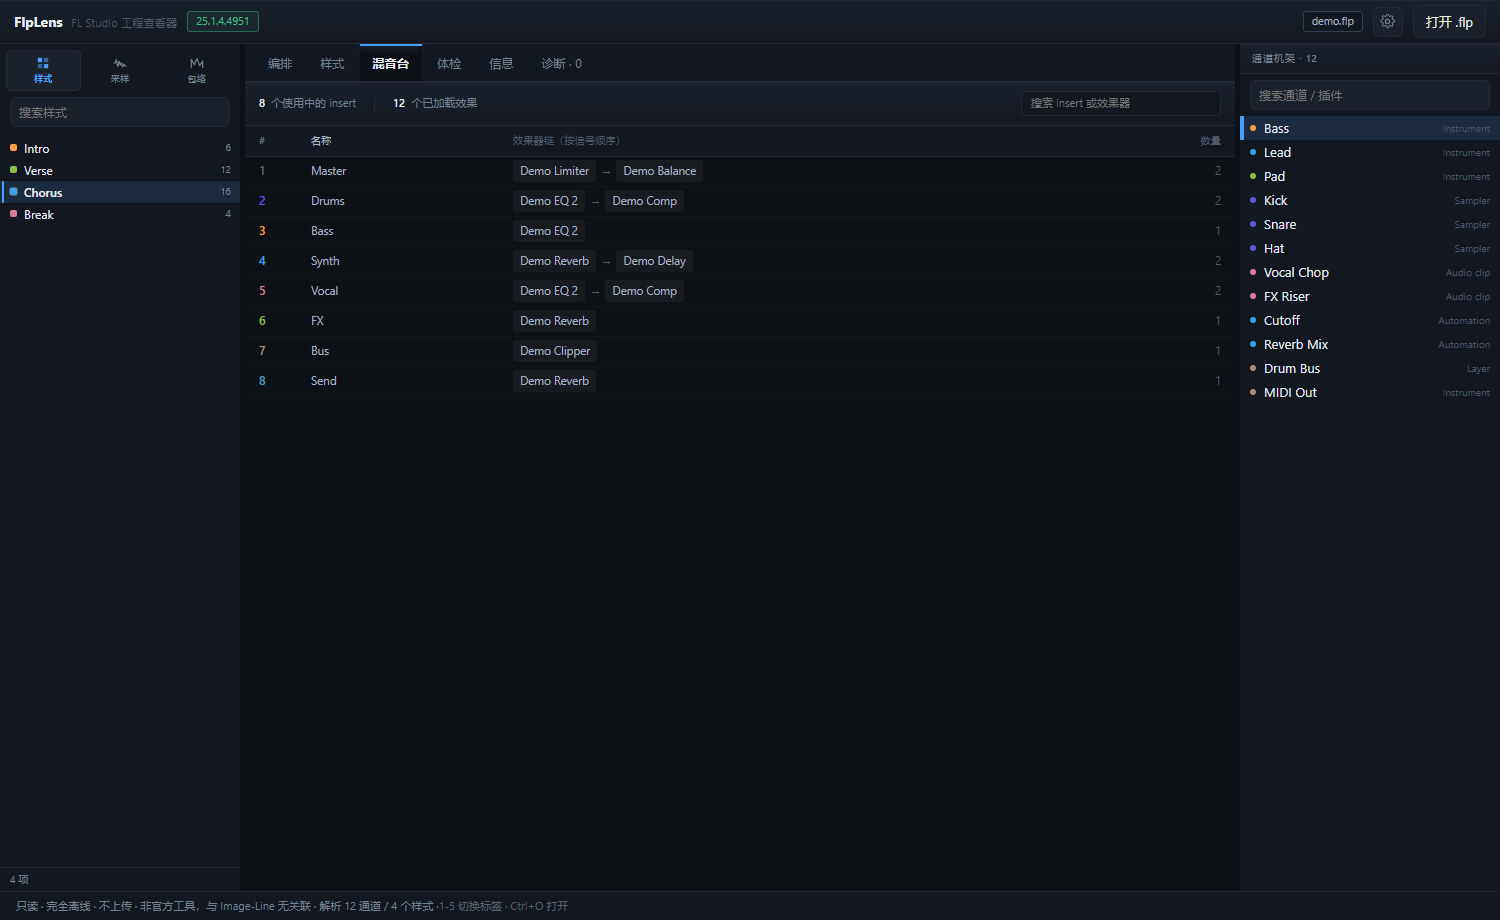 FlpLens FL Studio 工程查看器 25.1.4.4951 demo.flp 打开 .flp
样式 采样 包络
搜索样式
Intro 6
Verse 12
Chorus 16
Break 4
4 项
编排 样式 混音台 体检 信息 诊断 · 0
8 个使用中的 insert 12 个已加载效果 搜索 insert 或效果器
# 名称 效果器链（按信号顺序） 数量
1 Master Demo Limiter → Demo Balance 2
2 Drums Demo EQ 2 → Demo Comp 2
3 Bass Demo EQ 2 1
4 Synth Demo Reverb → Demo Delay 2
5 Vocal Demo EQ 2 → Demo Comp 2
6 FX Demo Reverb 1
7 Bus Demo Clipper 1
8 Send Demo Reverb 1
通道机架 · 12
搜索通道 / 插件
Bass Instrument
Lead Instrument
Pad Instrument
Kick Sampler
Snare Sampler
Hat Sampler
Vocal Chop Audio clip
FX Riser Audio clip
Cutoff Automation
Reverb Mix Automation
Drum Bus Layer
MIDI Out Instrument
只读 · 完全离线 · 不上传 · 非官方工具，与 Image-Line 无关联 · 解析 12 通道 / 4 个样式 ·1-5 切换标签 · Ctrl+O 打开